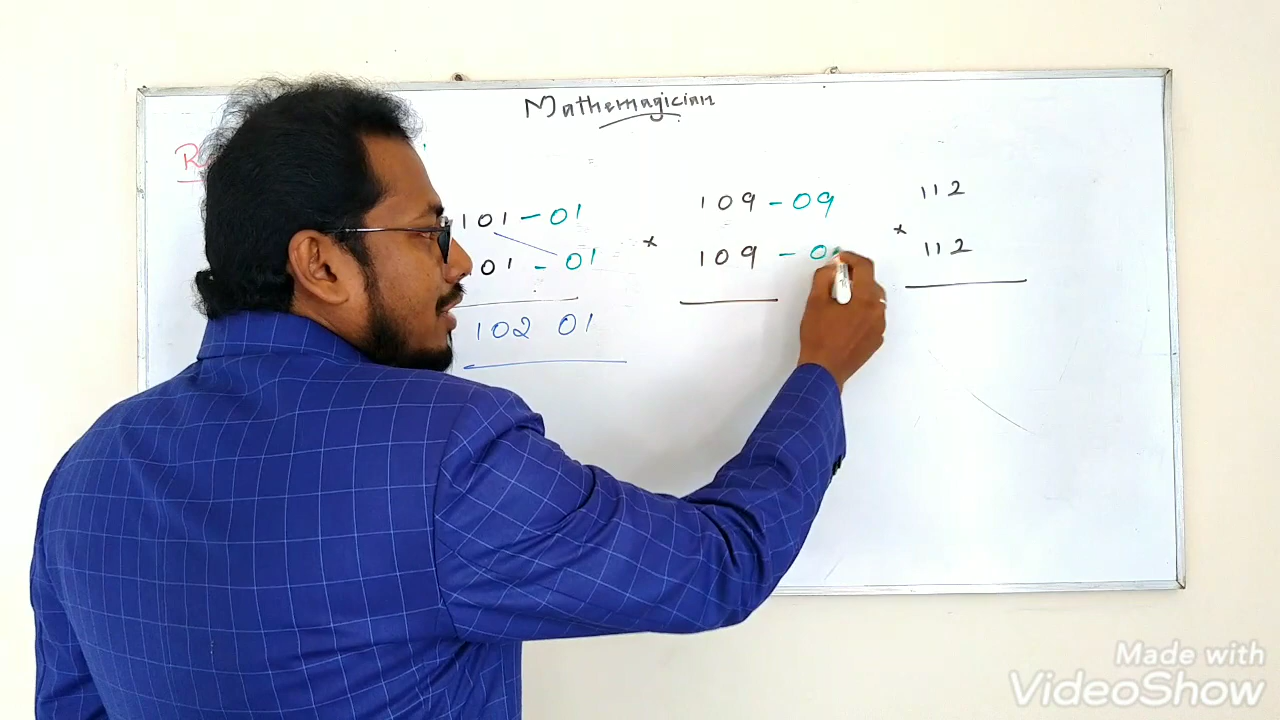 Mathemagician
101 - 01
01 - 01
102 01
109 - 09
× 109 - 0
112
× 112
Made with
VideoShow